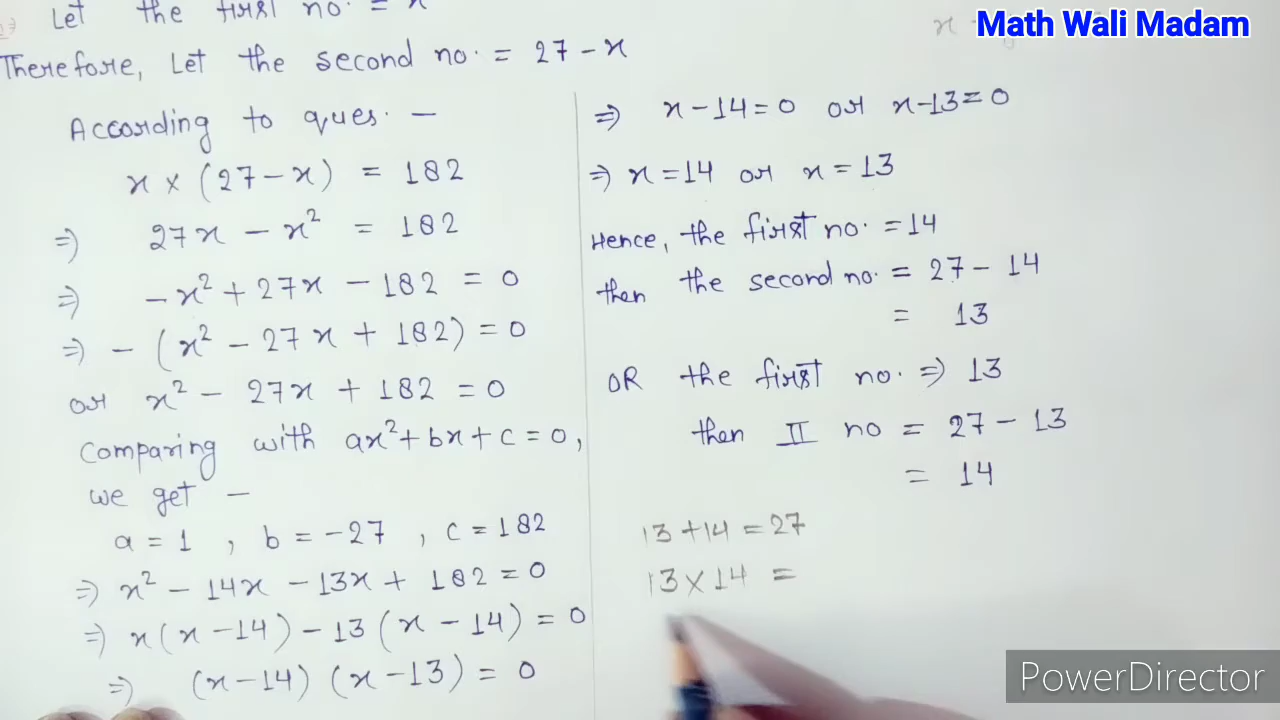 Let the first no. = x
Therefore, Let the second no. = 27 - x
According to ques. —
x × (27 - x) = 182
⇒ 27x - x² = 182
⇒ -x² + 27x - 182 = 0
⇒ - (x² - 27x + 182) = 0
or x² - 27x + 182 = 0
Comparing with ax² + bx + c = 0,
we get —
a = 1 , b = -27 , c = 182
⇒ x² - 14x - 13x + 182 = 0
⇒ x(x - 14) - 13(x - 14) = 0
⇒ (x - 14) (x - 13) = 0
Math Wali Madam
⇒ x - 14 = 0 or x - 13 = 0
⇒ x = 14 or x = 13
Hence, the first no. = 14
then the second no. = 27 - 14
= 13
OR the first no. ⇒ 13
then II no = 27 - 13
= 14
13 + 14 = 27
13 × 14 =
PowerDirector